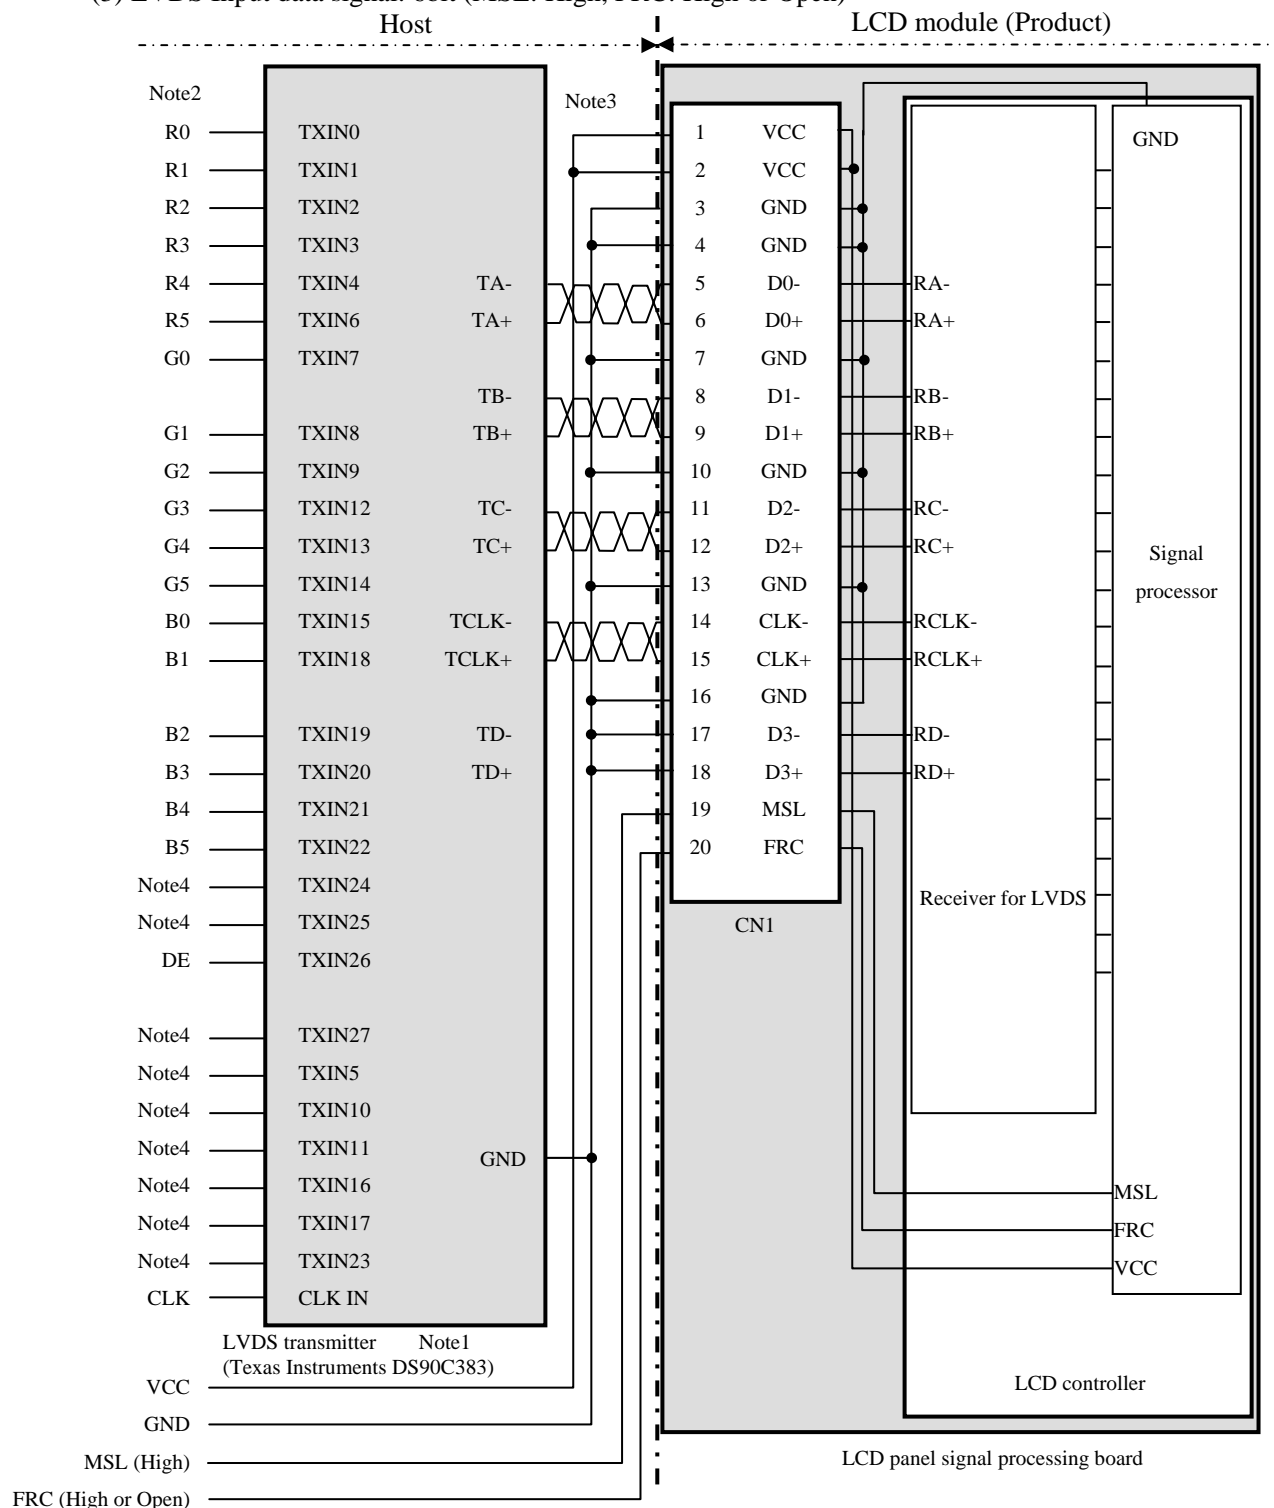 Host
LCD module (Product)
Note2
Note3
R0 TXIN0
R1 TXIN1
R2 TXIN2
R3 TXIN3
R4 TXIN4 TA-
R5 TXIN6 TA+
G0 TXIN7
TB-
G1 TXIN8 TB+
G2 TXIN9
G3 TXIN12 TC-
G4 TXIN13 TC+
G5 TXIN14
B0 TXIN15 TCLK-
B1 TXIN18 TCLK+
B2 TXIN19 TD-
B3 TXIN20 TD+
B4 TXIN21
B5 TXIN22
Note4 TXIN24
Note4 TXIN25
DE TXIN26
Note4 TXIN27
Note4 TXIN5
Note4 TXIN10
Note4 TXIN11
GND
Note4 TXIN16
Note4 TXIN17
Note4 TXIN23
CLK CLK IN
LVDS transmitter Note1
(Texas Instruments DS90C383)
VCC
GND
MSL (High)
FRC (High or Open)
1 VCC
2 VCC
3 GND
4 GND
5 D0-
6 D0+
7 GND
8 D1-
9 D1+
10 GND
11 D2-
12 D2+
13 GND
14 CLK-
15 CLK+
16 GND
17 D3-
18 D3+
19 MSL
20 FRC
CN1
RA-
RA+
RB-
RB+
RC-
RC+
RCLK-
RCLK+
RD-
RD+
Receiver for LVDS
GND
Signal
processor
MSL
FRC
VCC
LCD controller
LCD panel signal processing board